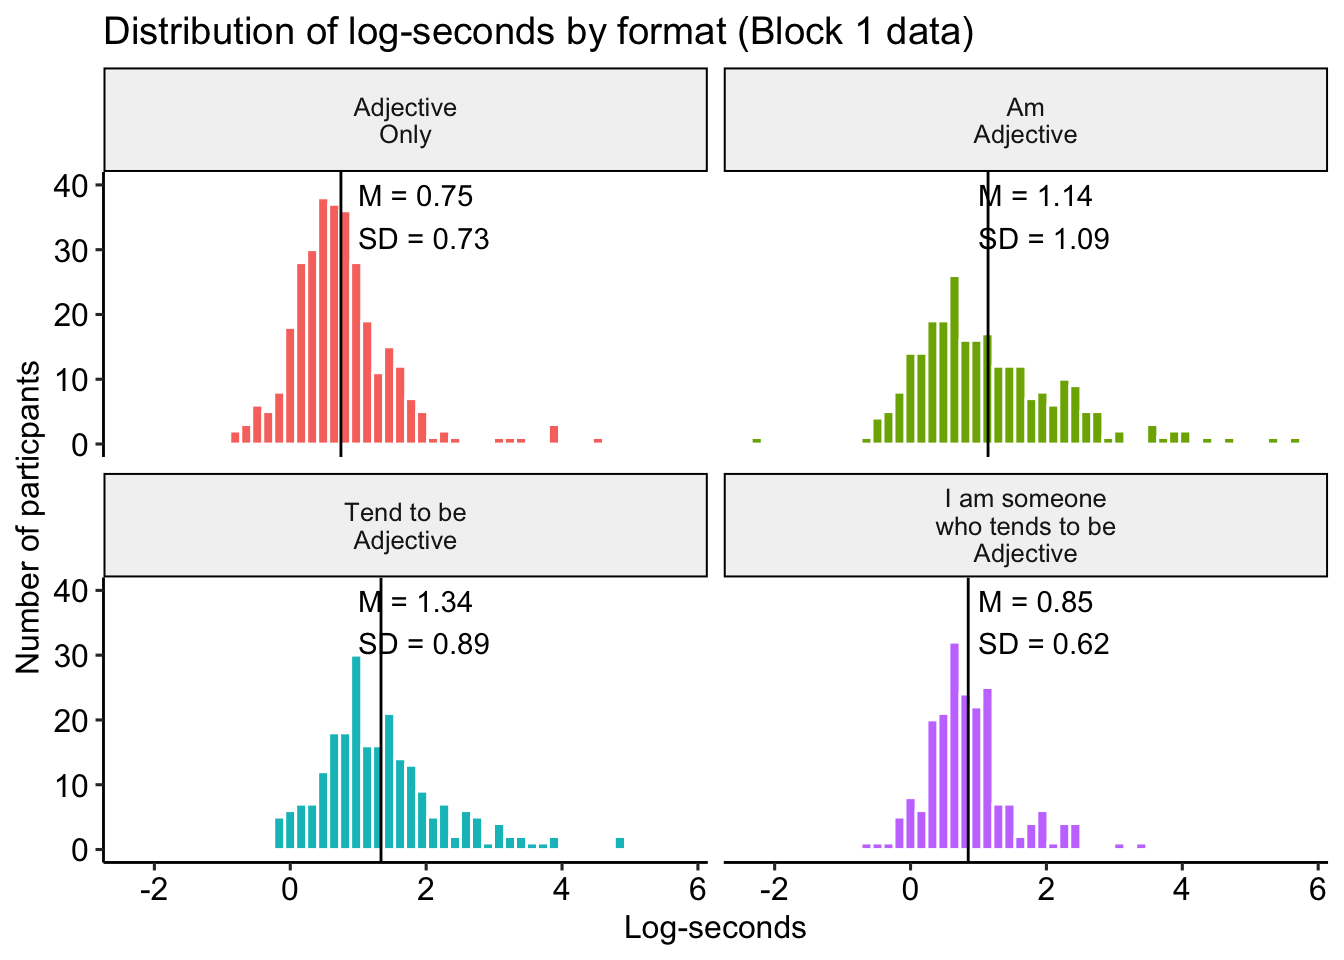 Distribution of log-seconds by format (Block 1 data)
Adjective
Only
Am
Adjective
M = 0.75
SD = 0.73
M = 1.14
SD = 1.09
40
30
20
10
0
Tend to be
Adjective
I am someone
who tends to be
Adjective
M = 1.34
SD = 0.89
M = 0.85
SD = 0.62
40
30
20
10
0
Number of particpants
-2 0 2 4 6
-2 0 2 4 6
Log-seconds